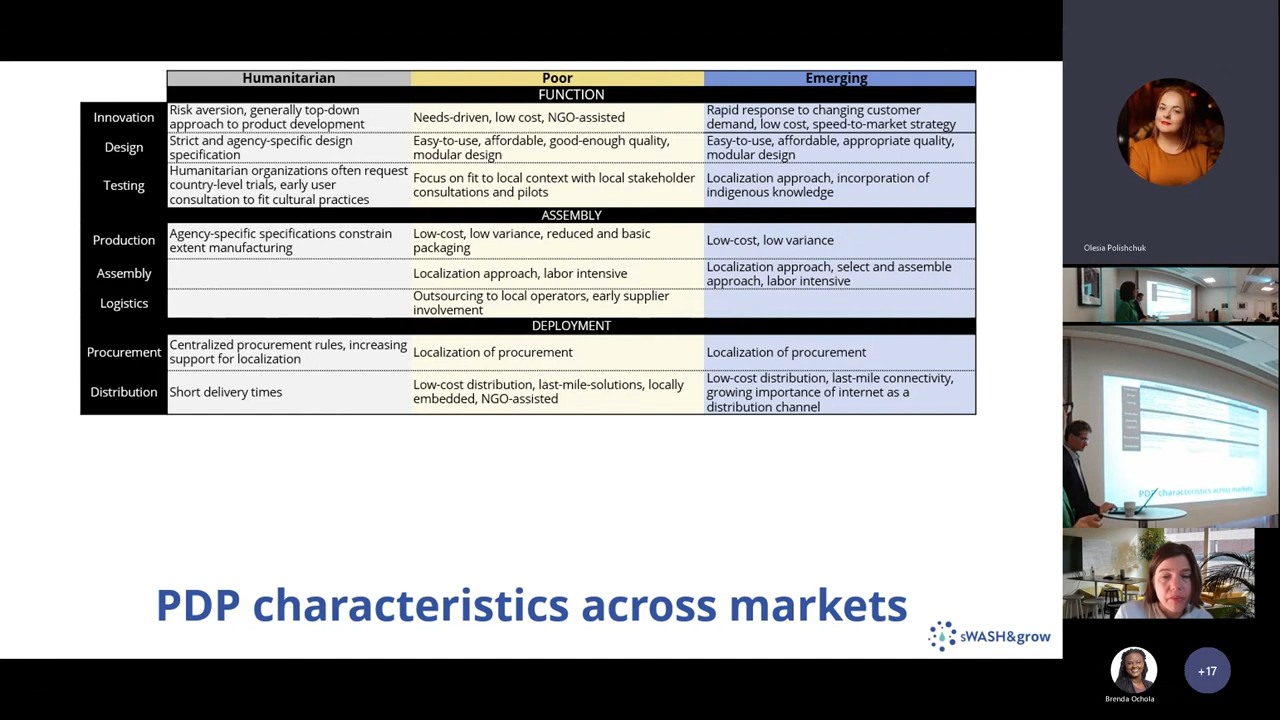 Humanitarian Poor Emerging
FUNCTION
Innovation
Risk aversion, generally top-down
approach to product development
Needs-driven, low cost, NGO-assisted
Rapid response to changing customer
demand, low cost, speed-to-market strategy
Design
Strict and agency-specific design
specification
Easy-to-use, affordable, good-enough quality,
modular design
Easy-to-use, affordable, appropriate quality,
modular design
Testing
Humanitarian organizations often request
country-level trials, early user
consultation to fit cultural practices
Focus on fit to local context with local stakeholder
consultations and pilots
Localization approach, incorporation of
indigenous knowledge
ASSEMBLY
Production
Agency-specific specifications constrain
extent manufacturing
Low-cost, low variance, reduced and basic
packaging
Low-cost, low variance
Assembly
Localization approach, labor intensive
Localization approach, select and assemble
approach, labor intensive
Logistics
Outsourcing to local operators, early supplier
involvement
DEPLOYMENT
Procurement
Centralized procurement rules, increasing
support for localization
Localization of procurement
Localization of procurement
Distribution
Short delivery times
Low-cost distribution, last-mile-solutions, locally
embedded, NGO-assisted
Low-cost distribution, last-mile connectivity,
growing importance of internet as a
distribution channel
PDP characteristics across markets
sWASH&grow
Olesia Polishchuk
PDP characteristics across markets
Brenda Ochola
+17